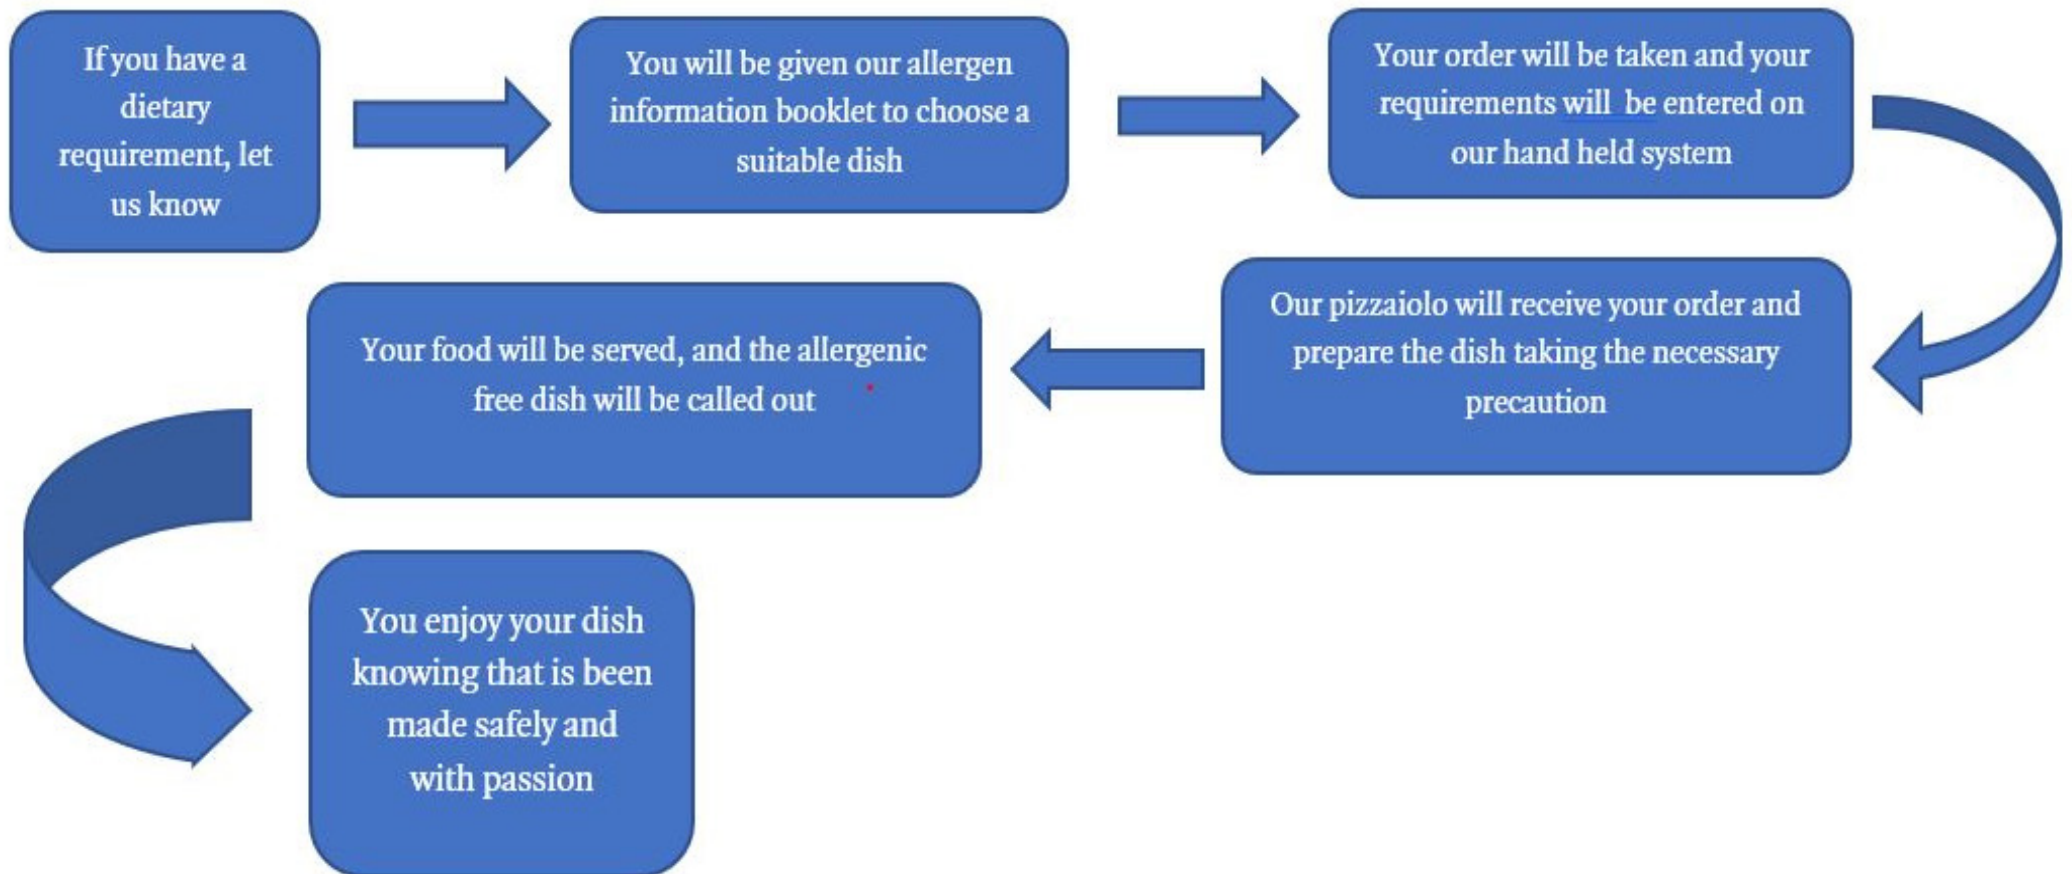 If you have a
dietary
requirement, let
us know
You will be given our allergen
information booklet to choose a
suitable dish
Your order will be taken and your
requirements will  be entered on
our hand held system
Our pizzaiolo will receive your order and
prepare the dish taking the necessary
precaution
Your food will be served, and the allergenic
free dish will be called out
You enjoy your dish
knowing that is been
made safely and
with passion